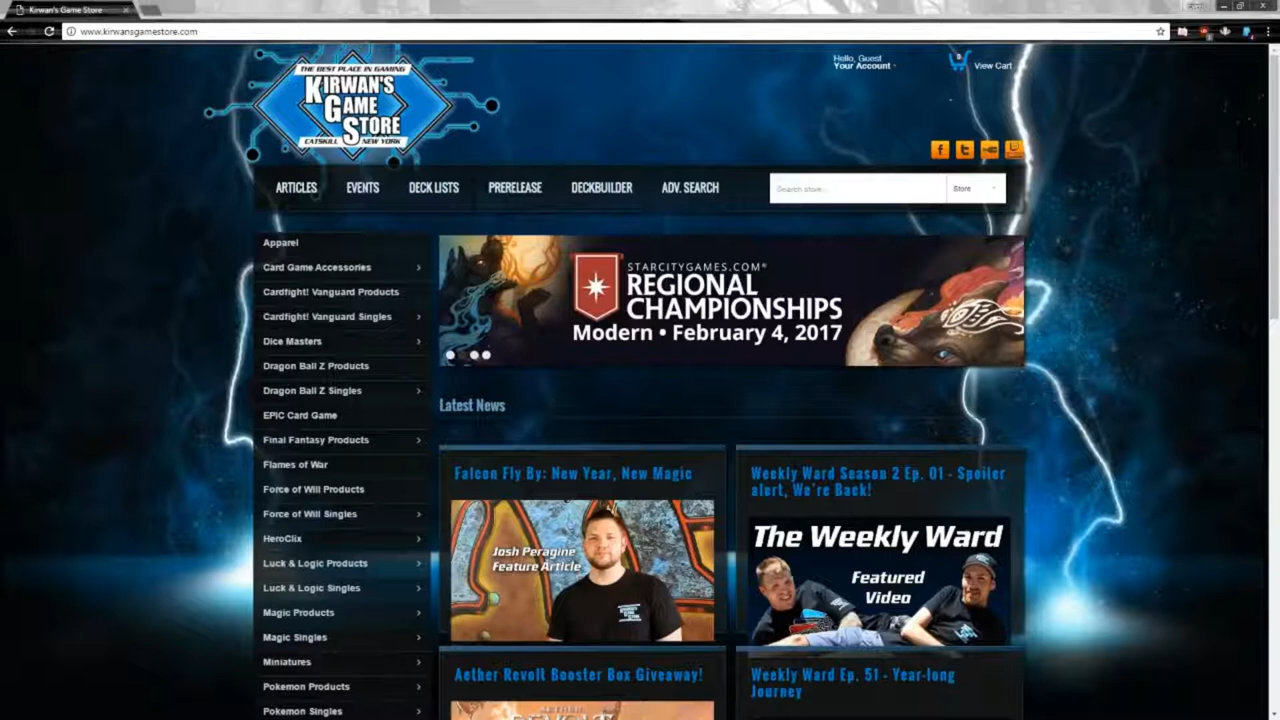 Kirwan's Game Store
www.kirwansgamestore.com
THE BEST PLACE IN GAMING
KIRWAN'S
GAME
STORE
CATSKILL NEW YORK
Hello, Guest
Your Account
0
View Cart
ARTICLES
EVENTS
DECK LISTS
PRERELEASE
DECKBUILDER
ADV. SEARCH
Search store...
Store
Apparel
Card Game Accessories
Cardfight! Vanguard Products
Cardfight! Vanguard Singles
Dice Masters
Dragon Ball Z Products
Dragon Ball Z Singles
EPIC Card Game
Final Fantasy Products
Flames of War
Force of Will Products
Force of Will Singles
HeroClix
Luck & Logic Products
Luck & Logic Singles
Magic Products
Magic Singles
Miniatures
Pokemon Products
Pokemon Singles
STARCITYGAMES.COM®
REGIONAL
CHAMPIONSHIPS
Modern • February 4, 2017
Latest News
Falcon Fly By: New Year, New Magic
Josh Peragine
Feature Article
Weekly Ward Season 2 Ep. 01 - Spoiler
alert, We're Back!
The Weekly Ward
Featured
Video
Aether Revolt Booster Box Giveaway!
Weekly Ward Ep. 51 - Year-long
Journey